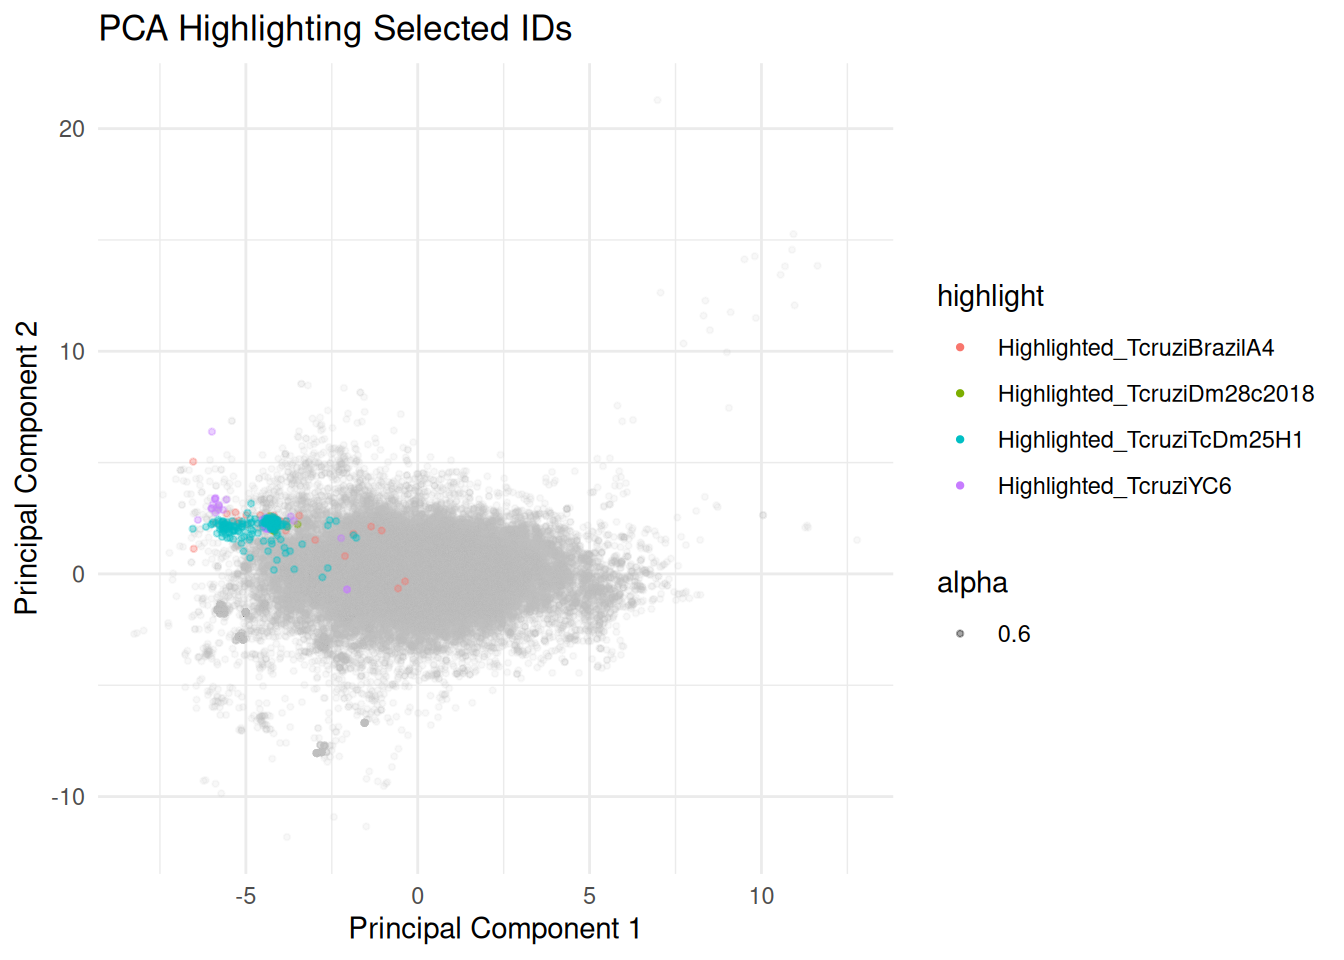 PCA Highlighting Selected IDs
Principal Component 2
20
10
0
-10
-5
0
5
10
Principal Component 1
highlight
Highlighted_TcruziBrazilA4
Highlighted_TcruziDm28c2018
Highlighted_TcruziTcDm25H1
Highlighted_TcruziYC6
alpha
0.6